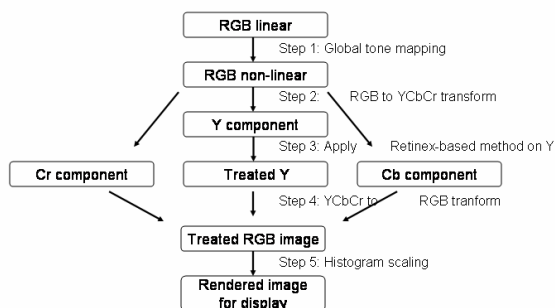 RGB linear
Step 1: Global tone mapping
RGB non-linear
Step 2: RGB to YCbCr transform
Y component
Step 3: Apply Retinex-based method on Y
Cr component
Treated Y
Cb component
Step 4: YCbCr to RGB tranform
Treated RGB image
Step 5: Histogram scaling
Rendered image
for display